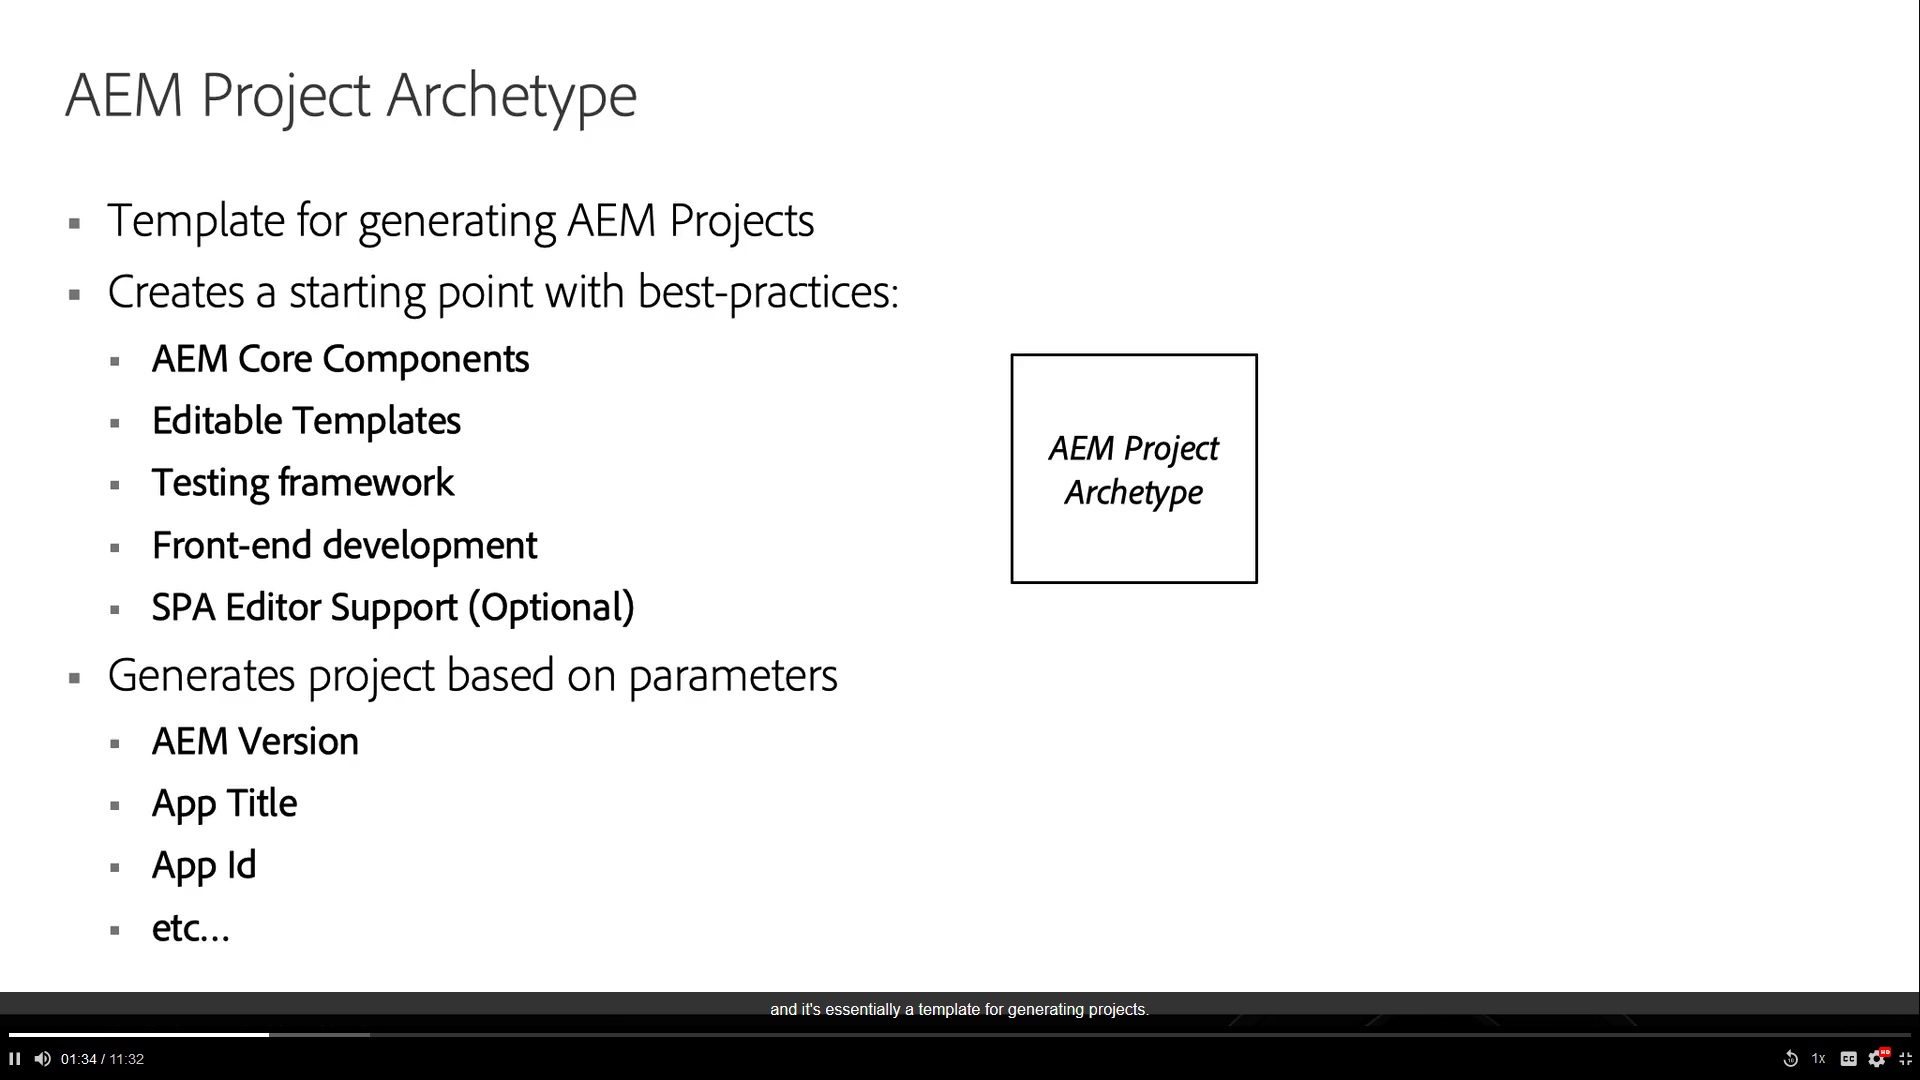 AEM Project Archetype
Template for generating AEM Projects
Creates a starting point with best-practices:
AEM Core Components
Editable Templates
Testing framework
Front-end development
SPA Editor Support (Optional)
Generates project based on parameters
AEM Version
App Title
App Id
etc...
AEM Project
Archetype
and it's essentially a template for generating projects.
01:34 / 11:32
1x
CC
HD